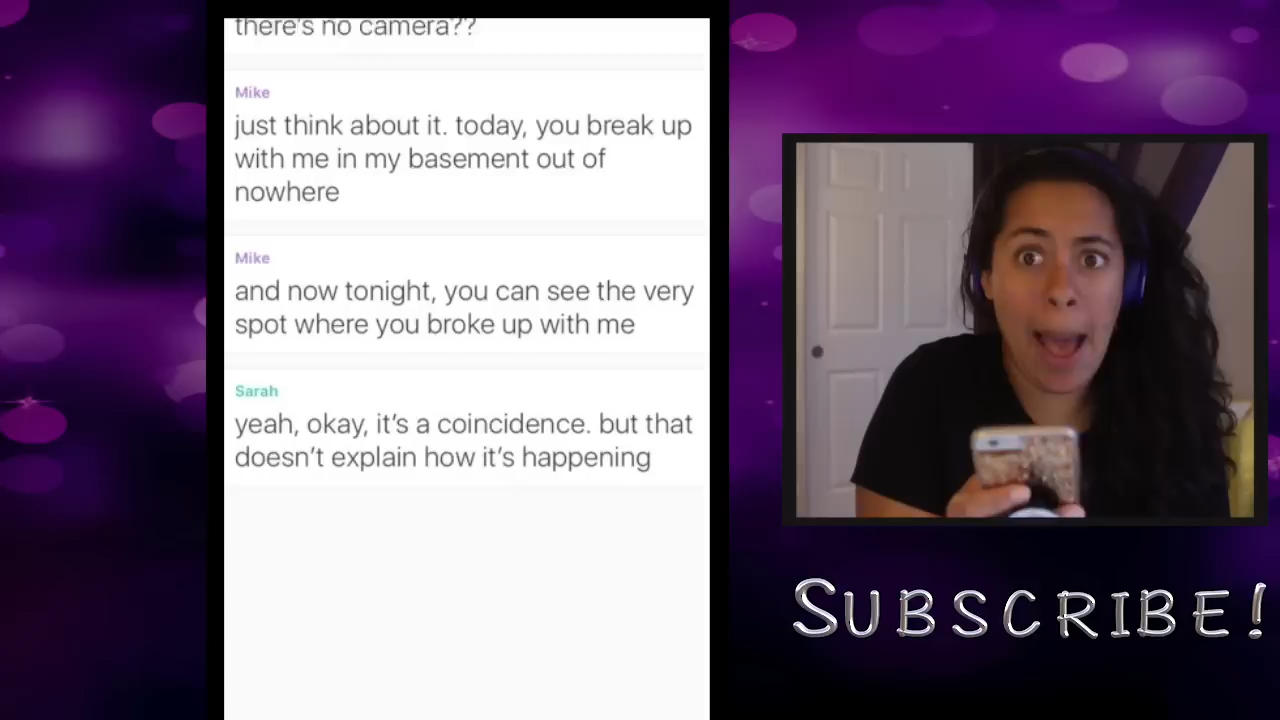 there's no camera??
Mike
just think about it. today, you break up
with me in my basement out of
nowhere
Mike
and now tonight, you can see the very
spot where you broke up with me
Sarah
yeah, okay, it's a coincidence. but that
doesn't explain how it's happening
SUBSCRIBE!